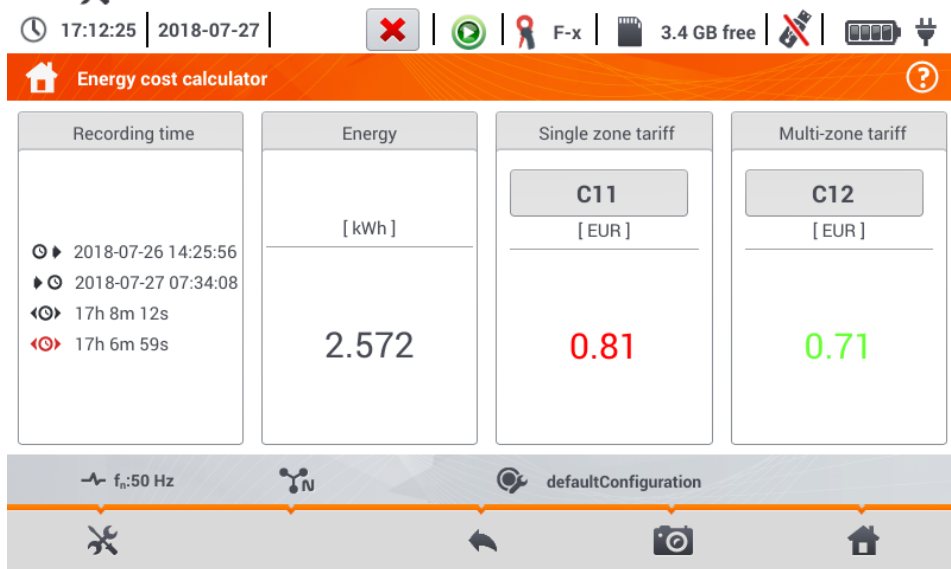 17:12:25 2018-07-27 F-x 3.4 GB free
Energy cost calculator ?
Recording time
2018-07-26 14:25:56
2018-07-27 07:34:08
17h 8m 12s
17h 6m 59s
Energy
[ kWh ]
2.572
Single zone tariff
C11
[ EUR ]
0.81
Multi-zone tariff
C12
[ EUR ]
0.71
fn:50 Hz N defaultConfiguration